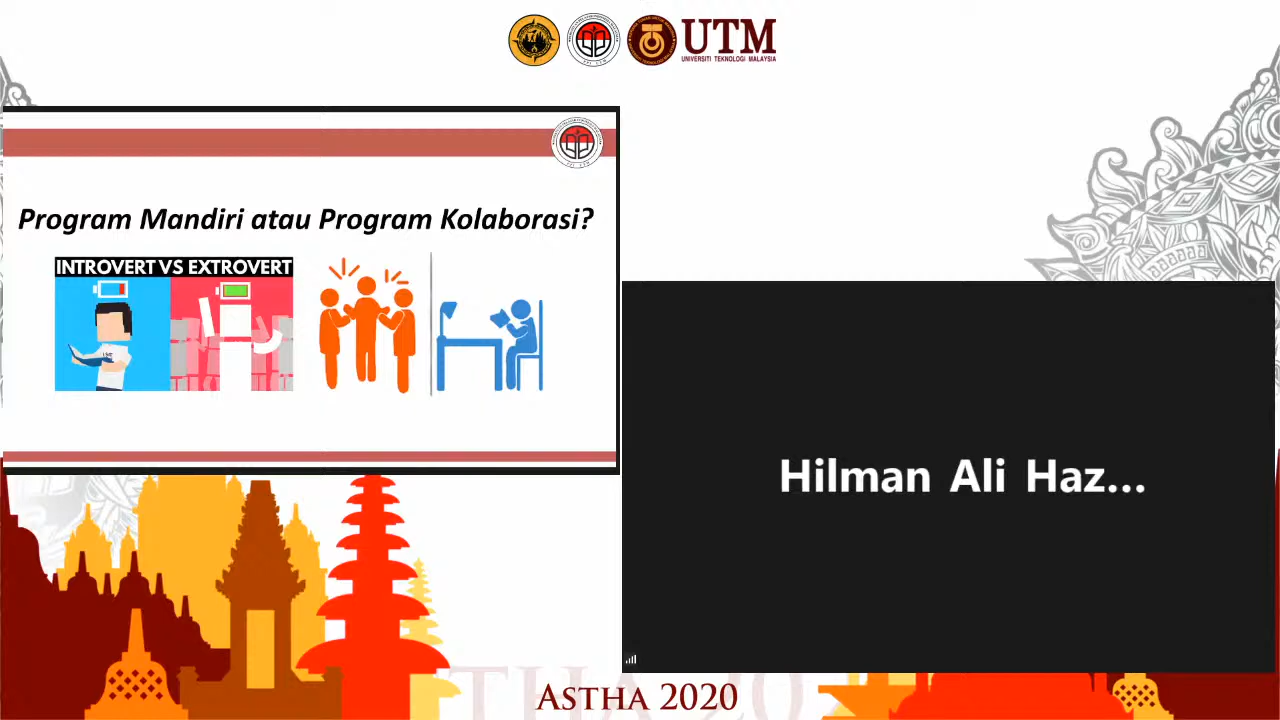 UTM
UNIVERSITI TEKNOLOGI MALAYSIA
Program Mandiri atau Program Kolaborasi?
INTROVERT VS EXTROVERT
Hilman Ali Haz...
ASTHA 2020